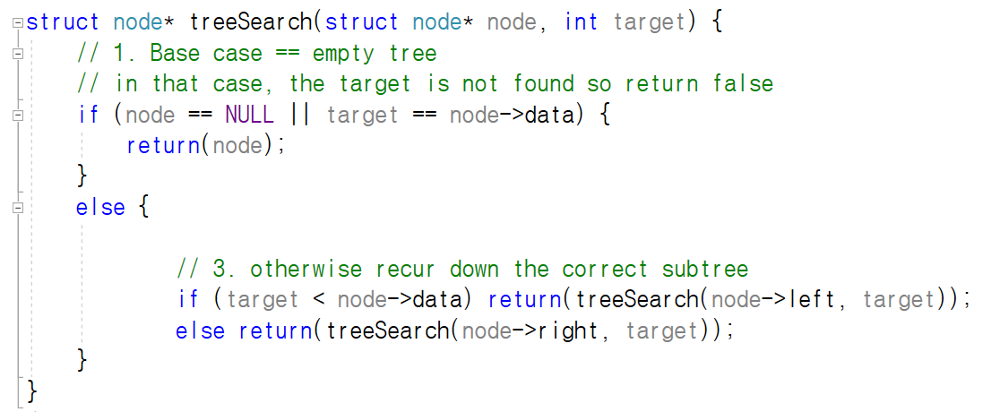 struct node* treeSearch(struct node* node, int target) {
// 1. Base case == empty tree
// in that case, the target is not found so return false
if (node == NULL || target == node->data) {
return(node);
}
else {
// 3. otherwise recur down the correct subtree
if (target < node->data) return(treeSearch(node->left, target));
else return(treeSearch(node->right, target));
}
}